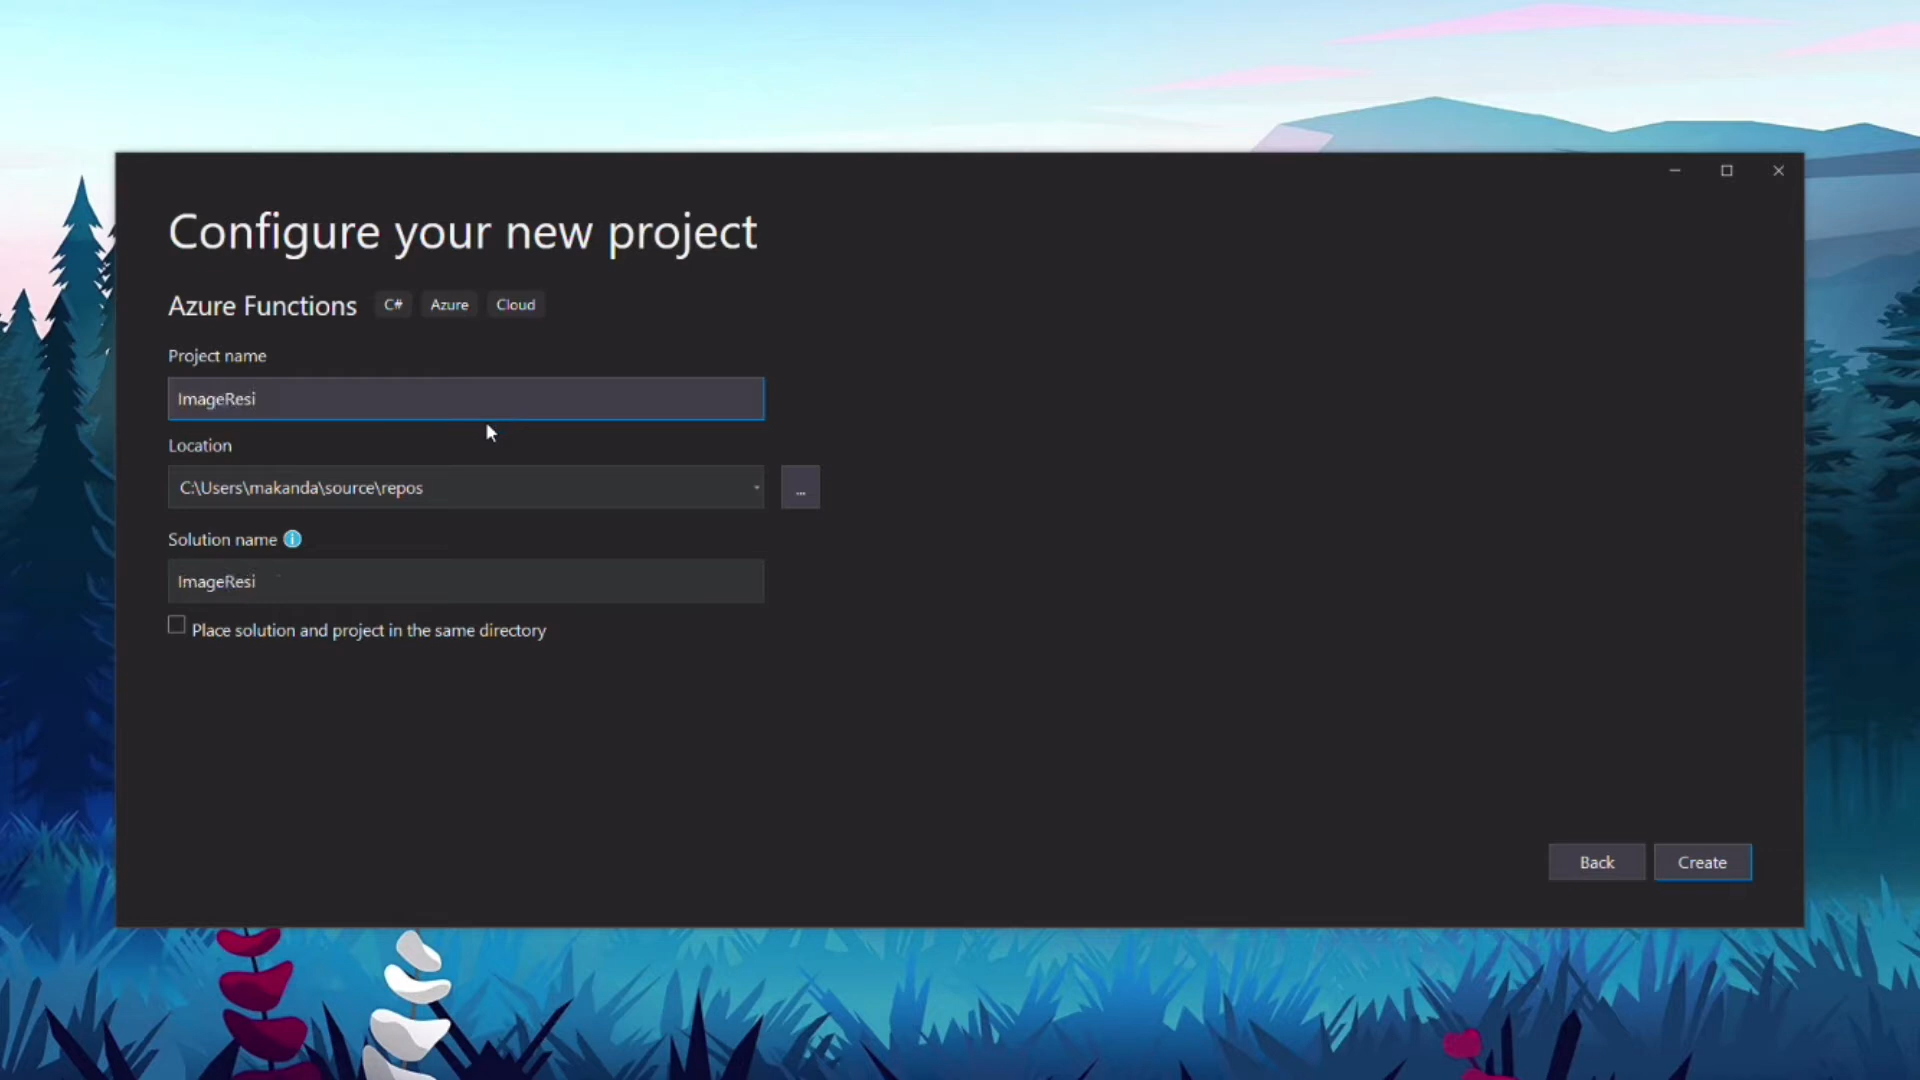 Configure your new project
Azure Functions C# Azure Cloud
Project name
ImageResi
Location
C:\Users\makanda\source\repos
...
Solution name
ImageResi
Place solution and project in the same directory
Back Create